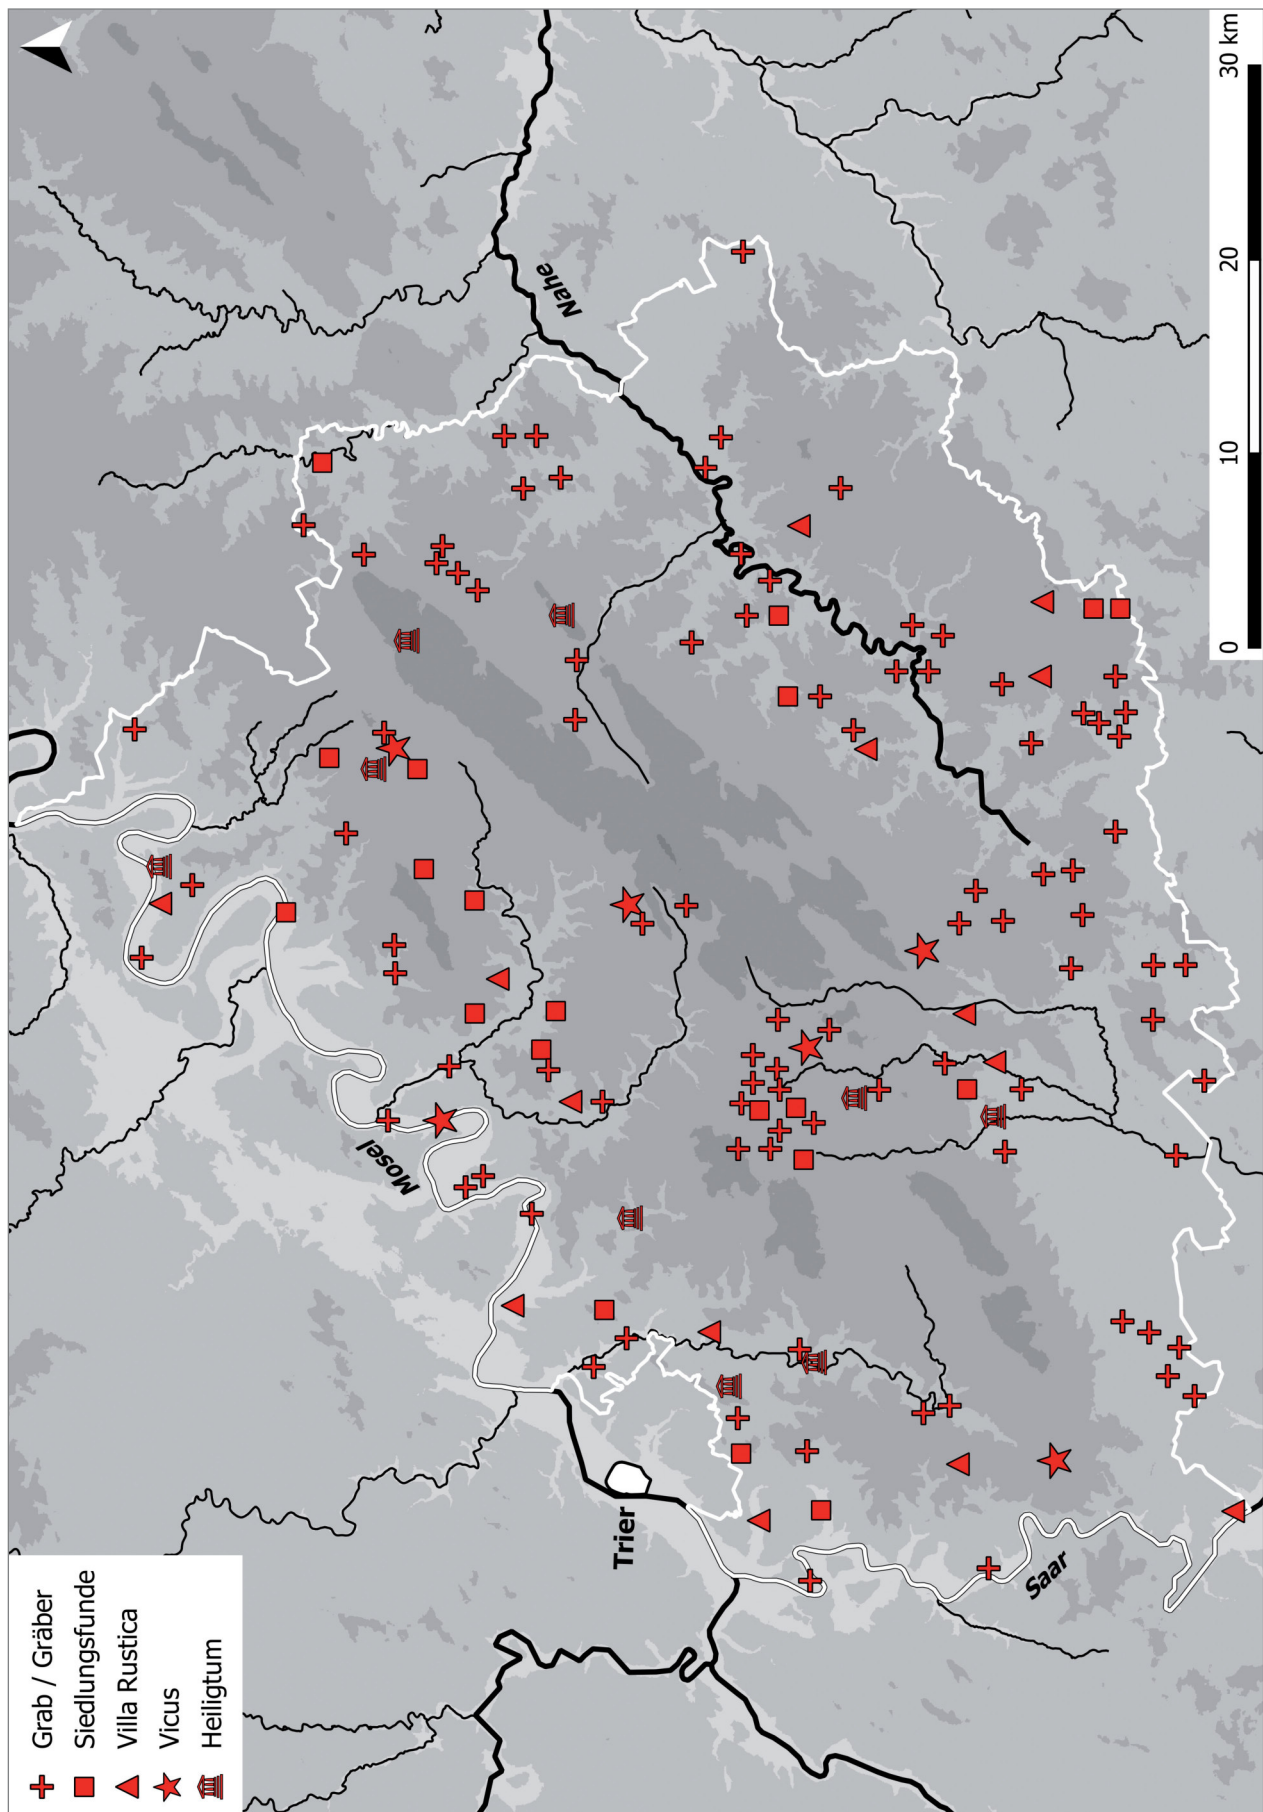 Grab / Gräber
Siedlungsfunde
Villa Rustica
Vicus
Heiligtum
Mosel
Nahe
Trier
Saar
0 10 20 30 km